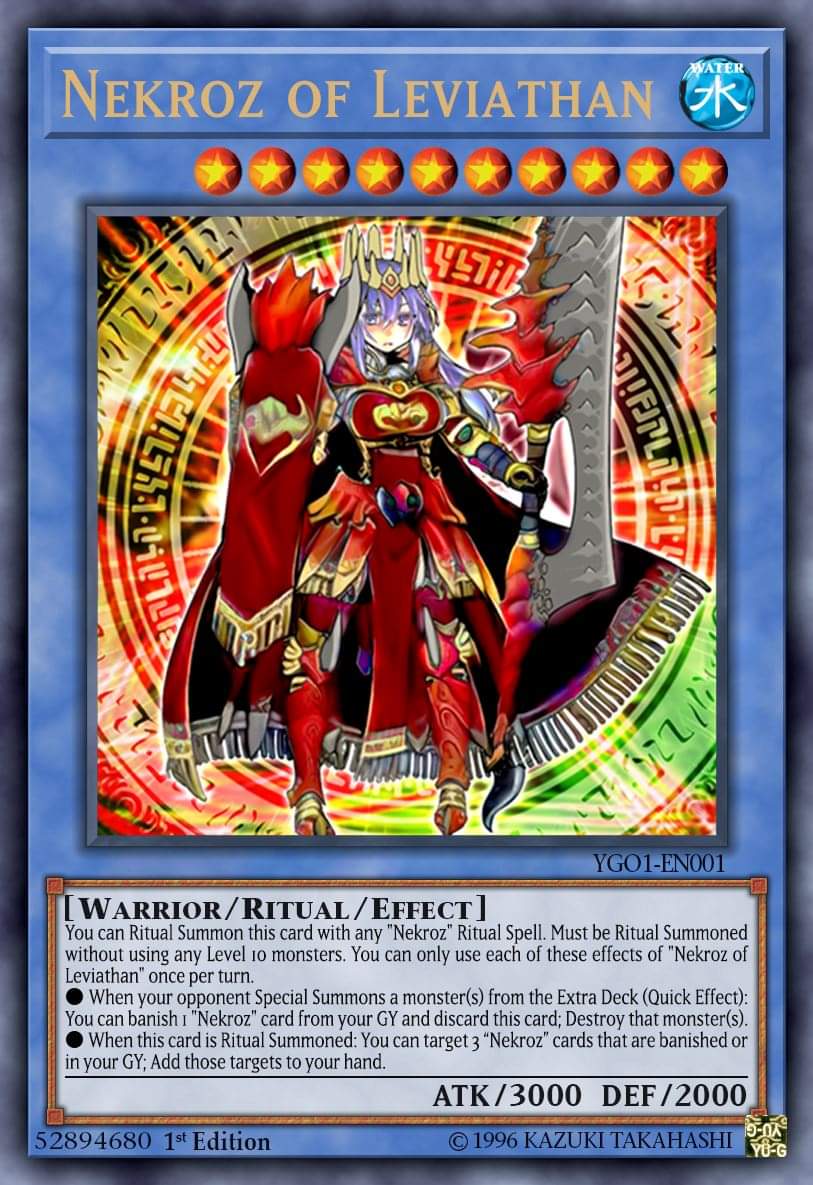 Nekroz of Leviathan
WATER
水
YGO1-EN001
[Warrior/Ritual/Effect]
You can Ritual Summon this card with any "Nekroz" Ritual Spell. Must be Ritual Summoned
without using any Level 10 monsters. You can only use each of these effects of "Nekroz of
Leviathan" once per turn.
● When your opponent Special Summons a monster(s) from the Extra Deck (Quick Effect):
You can banish 1 "Nekroz" card from your GY and discard this card; Destroy that monster(s).
● When this card is Ritual Summoned: You can target 3 “Nekroz” cards that are banished or
in your GY; Add those targets to your hand.
ATK/3000 DEF/2000
52894680 1st Edition
©1996 KAZUKI TAKAHASHI
YU-G